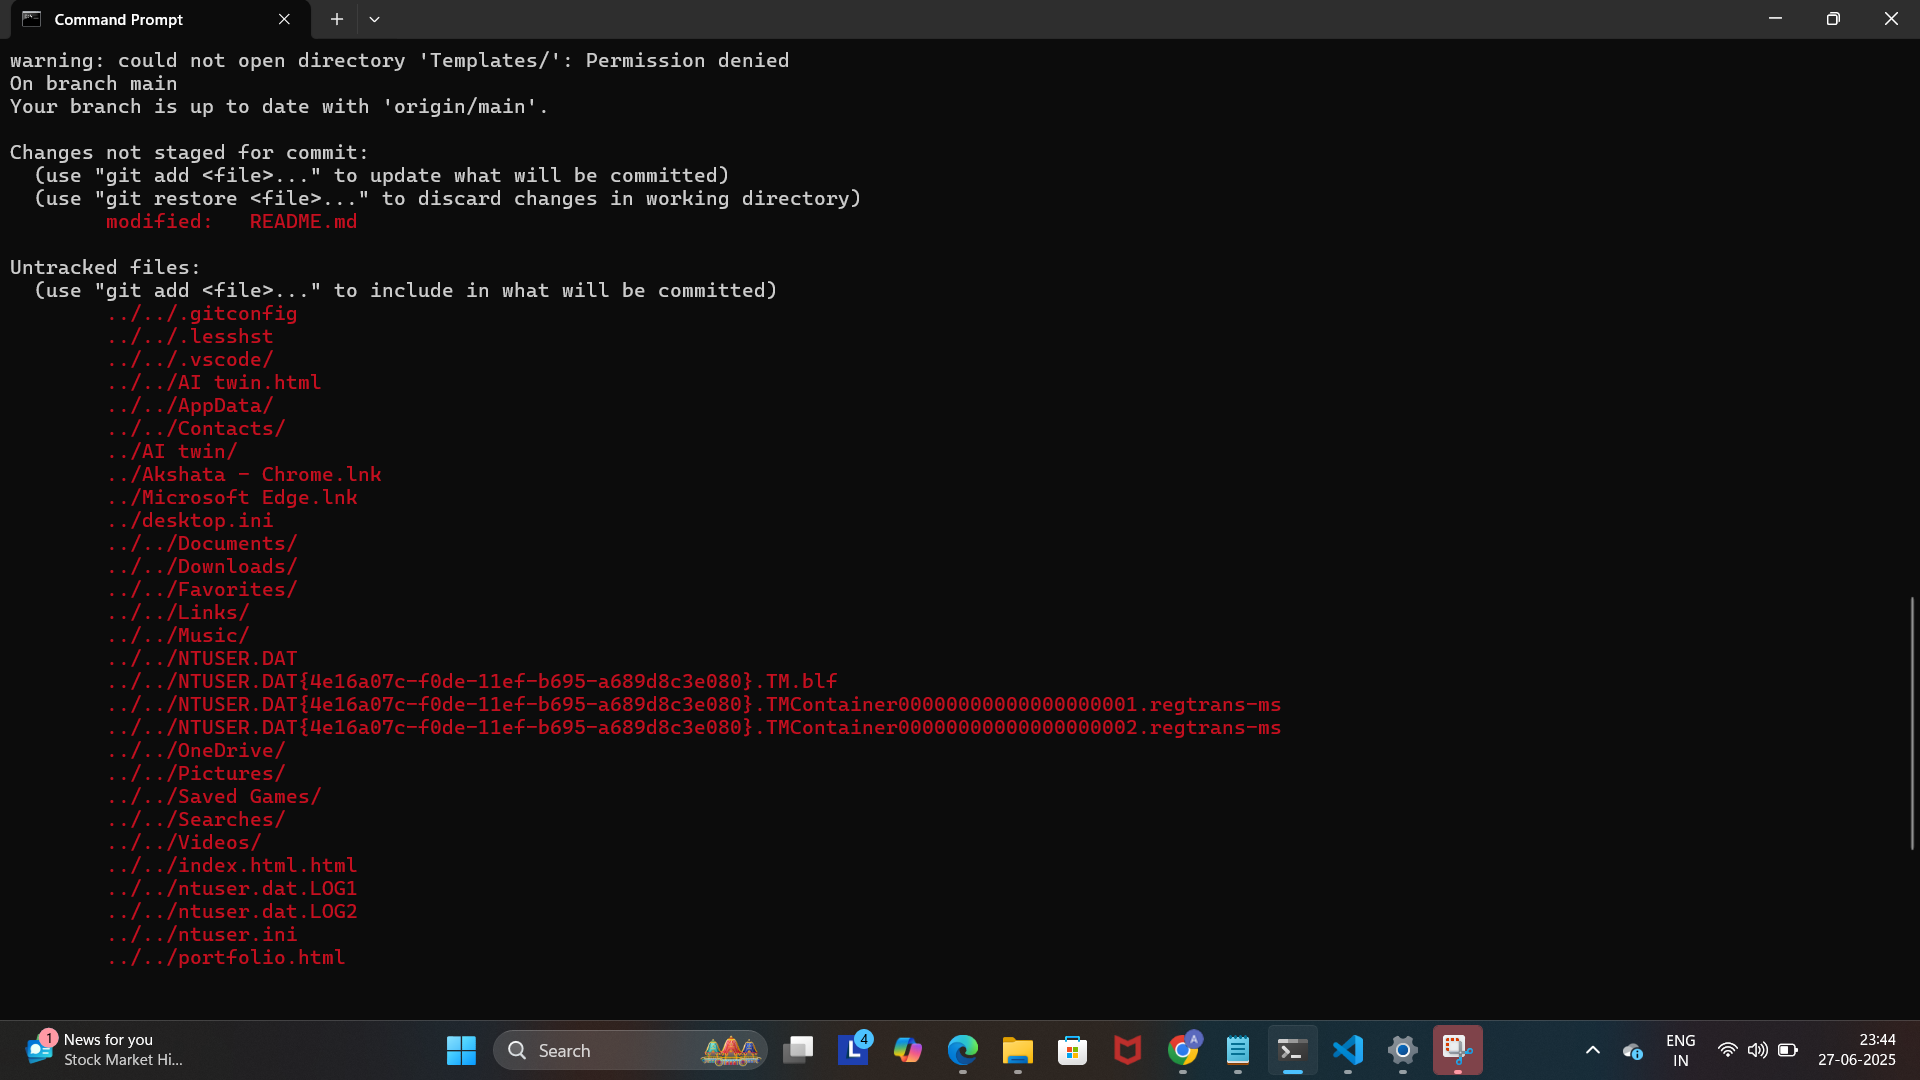 Command Prompt
warning: could not open directory 'Templates/': Permission denied
On branch main
Your branch is up to date with 'origin/main'.
Changes not staged for commit:
  (use "git add <file>..." to update what will be committed)
  (use "git restore <file>..." to discard changes in working directory)
        modified:   README.md
Untracked files:
  (use "git add <file>..." to include in what will be committed)
        ../../.gitconfig
        ../../.lesshst
        ../../.vscode/
        ../../AI twin.html
        ../../AppData/
        ../../Contacts/
        ../AI twin/
        ../Akshata - Chrome.lnk
        ../Microsoft Edge.lnk
        ../desktop.ini
        ../../Documents/
        ../../Downloads/
        ../../Favorites/
        ../../Links/
        ../../Music/
        ../../NTUSER.DAT
        ../../NTUSER.DAT{4e16a07c-f0de-11ef-b695-a689d8c3e080}.TM.blf
        ../../NTUSER.DAT{4e16a07c-f0de-11ef-b695-a689d8c3e080}.TMContainer00000000000000000001.regtrans-ms
        ../../NTUSER.DAT{4e16a07c-f0de-11ef-b695-a689d8c3e080}.TMContainer00000000000000000002.regtrans-ms
        ../../OneDrive/
        ../../Pictures/
        ../../Saved Games/
        ../../Searches/
        ../../Videos/
        ../../index.html.html
        ../../ntuser.dat.LOG1
        ../../ntuser.dat.LOG2
        ../../ntuser.ini
        ../../portfolio.html
1
News for you
Stock Market Hi...
Search
L
4
A
ENG
IN
23:44
27-06-2025